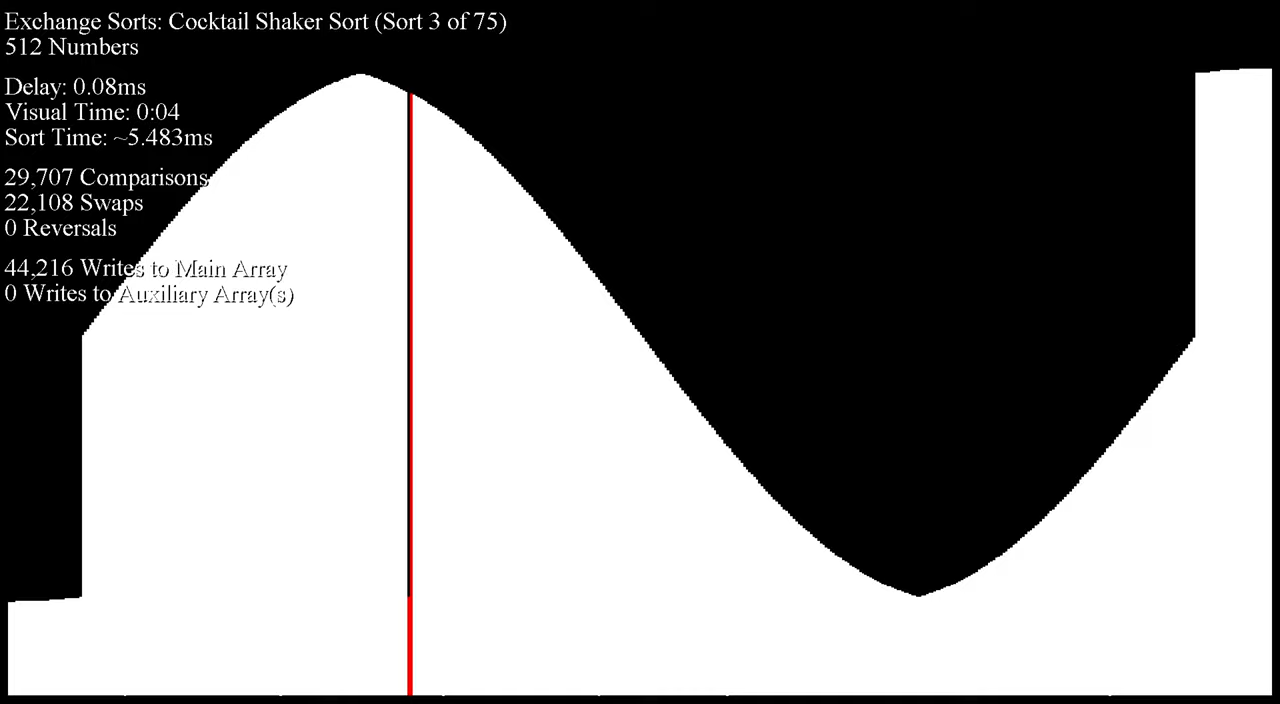 Exchange Sorts: Cocktail Shaker Sort (Sort 3 of 75)
512 Numbers
Delay: 0.08ms
Visual Time: 0:04
Sort Time: ~5.483ms
29,707 Comparisons
22,108 Swaps
0 Reversals
44,216 Writes to Main Array
0 Writes to Auxiliary Array(s)